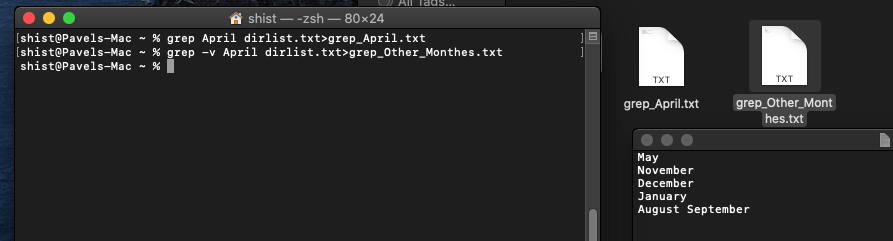 All Tags...
shist — -zsh — 80×24
[shist@Pavels-Mac ~ % grep April dirlist.txt>grep_April.txt ]
[shist@Pavels-Mac ~ % grep -v April dirlist.txt>grep_Other_Monthes.txt ]
shist@Pavels-Mac ~ %
TXT
grep_April.txt
TXT
grep_Other_Mont
hes.txt
May
November
December
January
August September